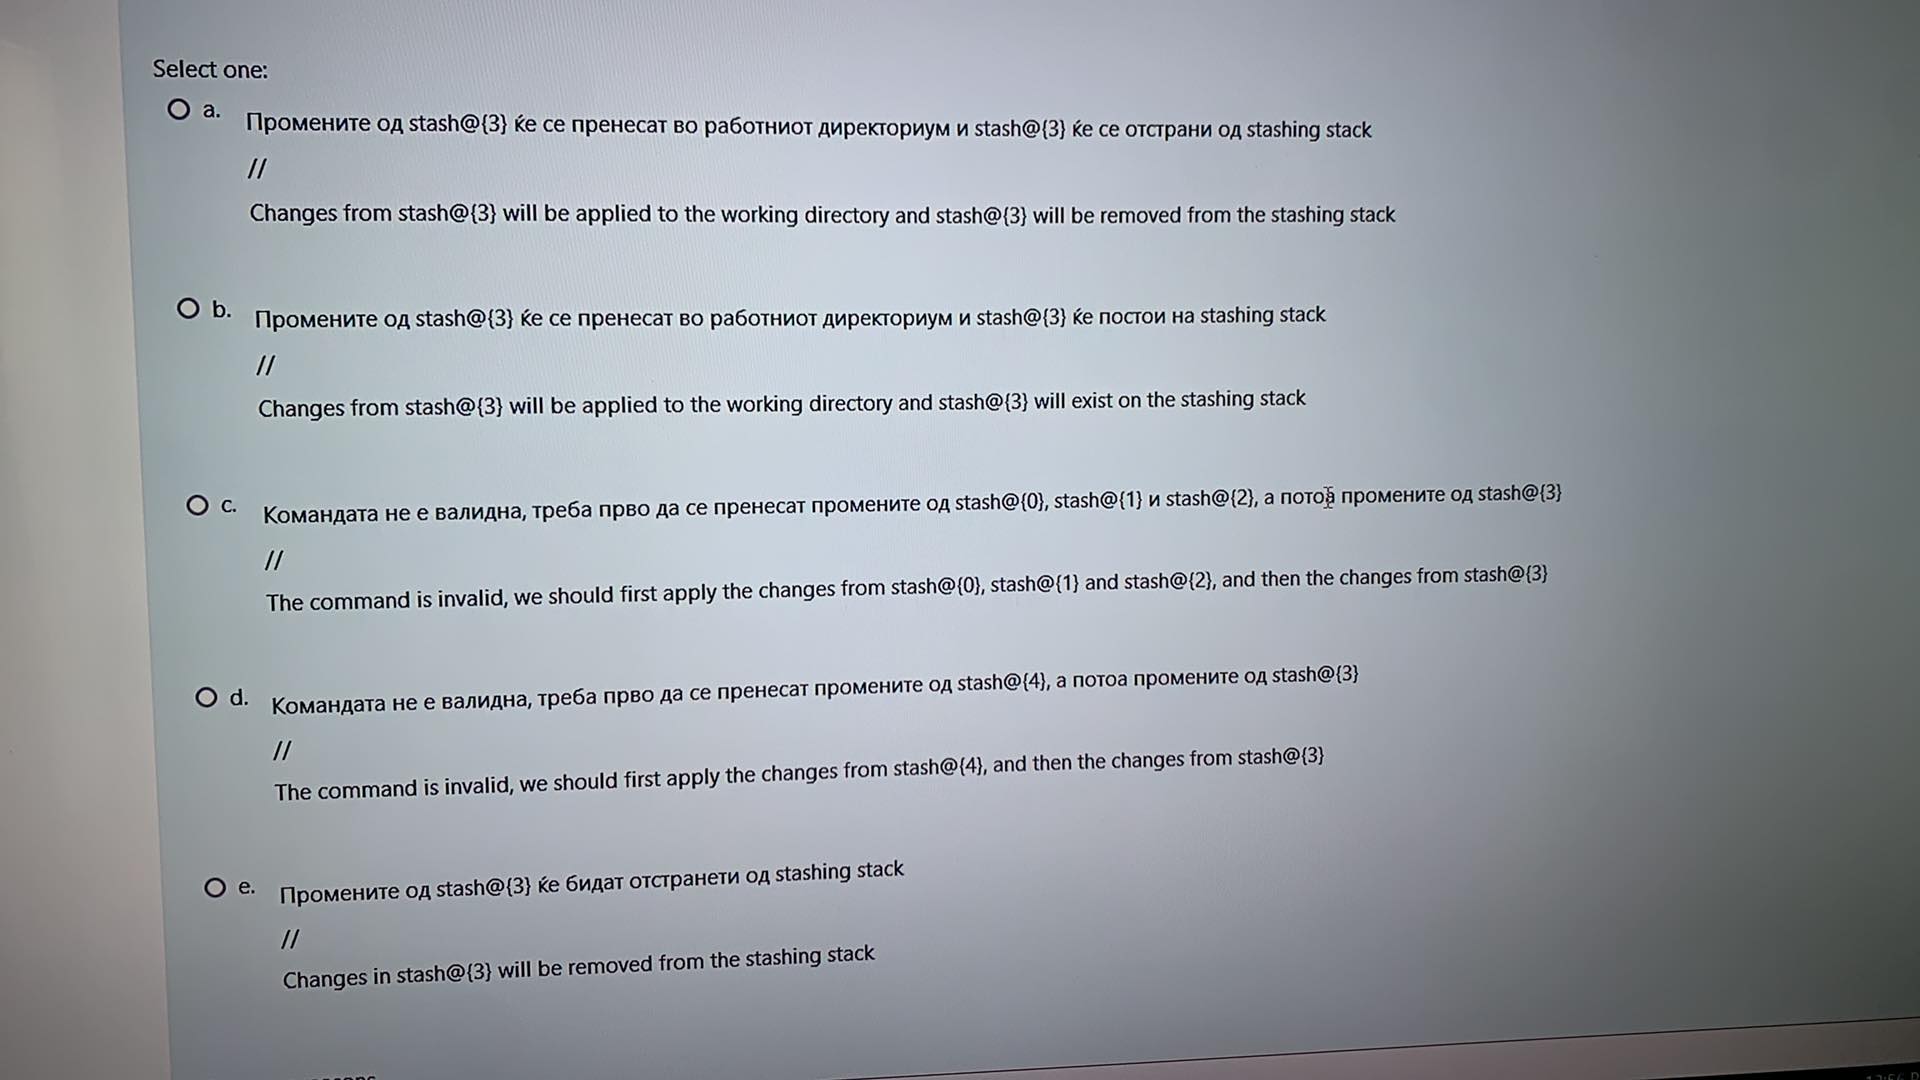 Select one:
a. Промените од stash@{3} ќе се пренесат во работниот директориум и stash@{3} ќе се отстрани од stashing stack
//
Changes from stash@{3} will be applied to the working directory and stash@{3} will be removed from the stashing stack
b. Промените од stash@{3} ќе се пренесат во работниот директориум и stash@{3} ќе постои на stashing stack
//
Changes from stash@{3} will be applied to the working directory and stash@{3} will exist on the stashing stack
c. Командата не е валидна, треба прво да се пренесат промените од stash@{0}, stash@{1} и stash@{2}, а потоа промените од stash@{3}
//
The command is invalid, we should first apply the changes from stash@{0}, stash@{1} and stash@{2}, and then the changes from stash@{3}
d. Командата не е валидна, треба прво да се пренесат промените од stash@{4}, а потоа промените од stash@{3}
//
The command is invalid, we should first apply the changes from stash@{4}, and then the changes from stash@{3}
e. Промените од stash@{3} ќе бидат отстранети од stashing stack
//
Changes in stash@{3} will be removed from the stashing stack